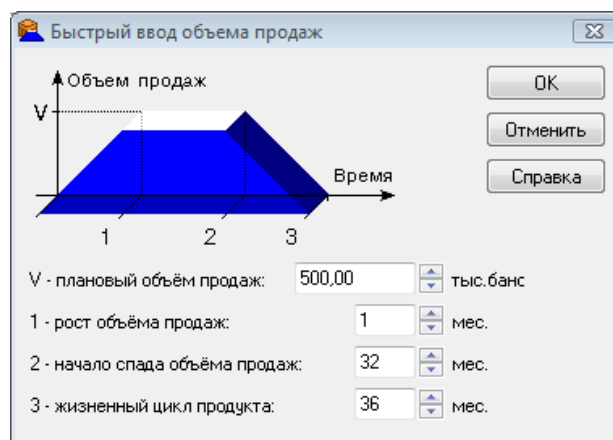 Быстрый ввод объема продаж
Объем продаж
V
Время
1 2 3
OK
Отменить
Справка
V - плановый объём продаж: 500,00 тыс.банс
1 - рост объёма продаж: 1 мес.
2 - начало спада объёма продаж: 32 мес.
3 - жизненный цикл продукта: 36 мес.